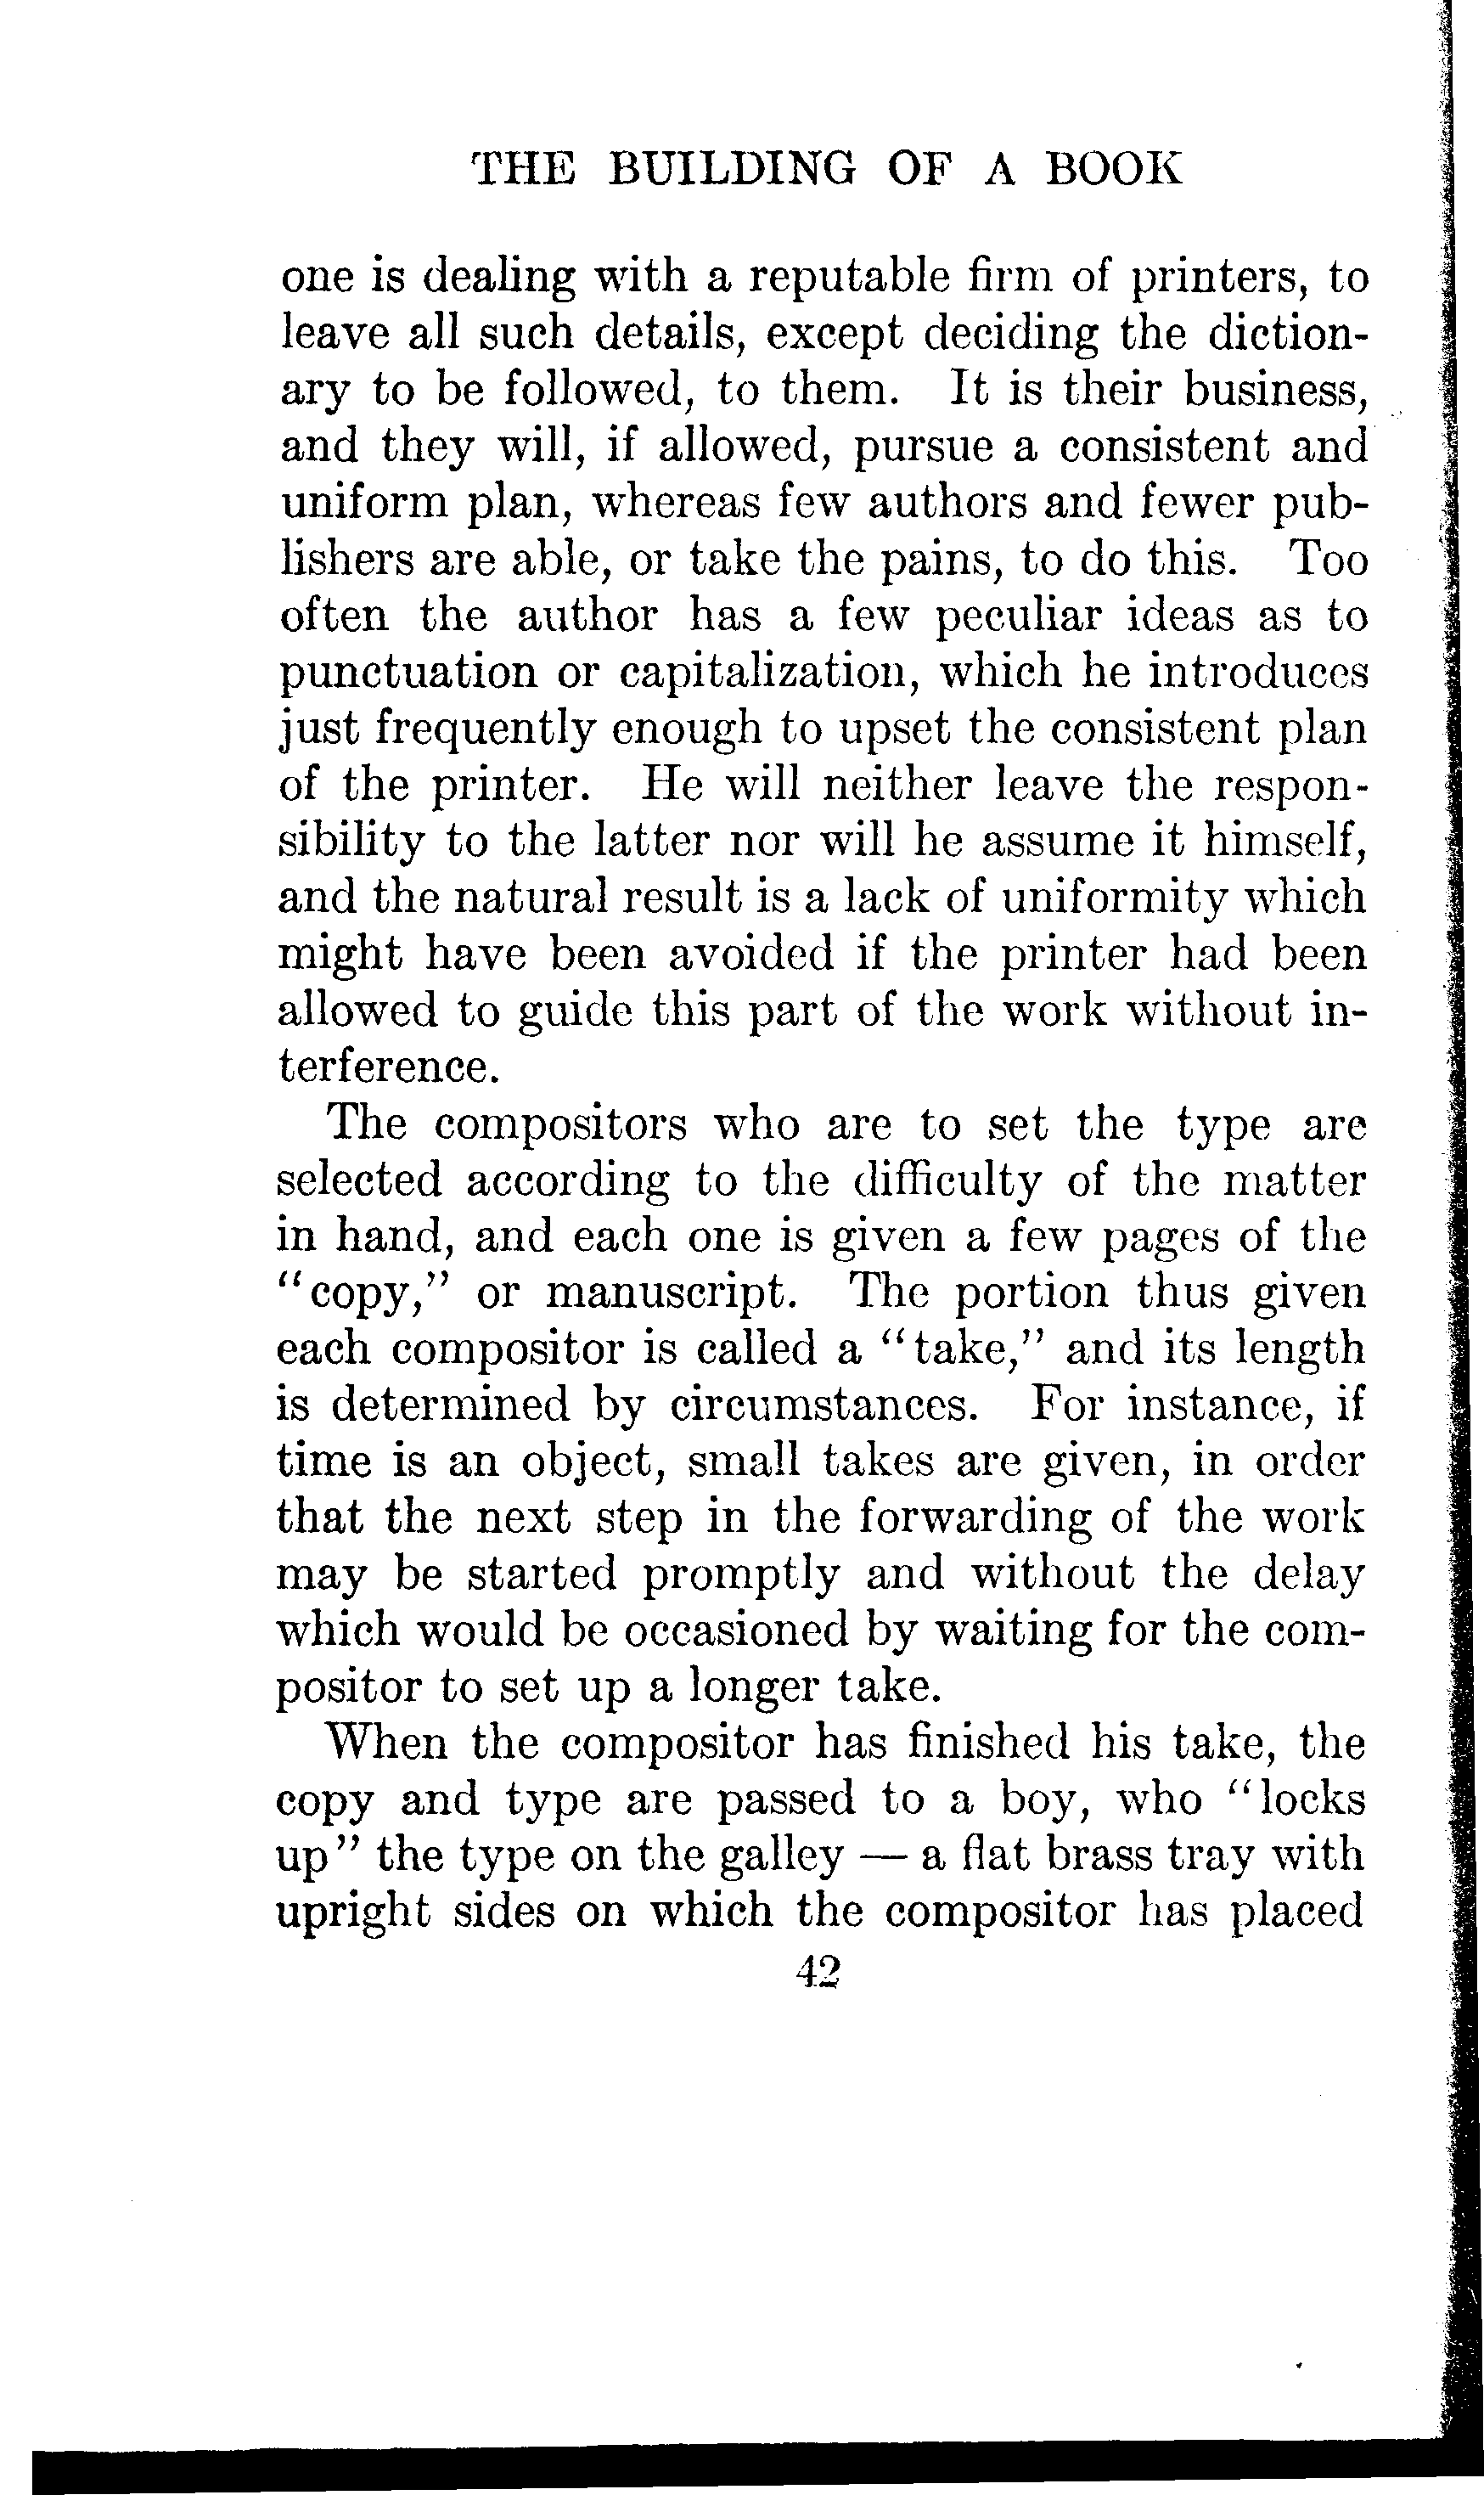 THE BUILDING OF A BOOK
one is dealing with a reputable firm of printers, to
leave all such details, except deciding the diction-
ary to be followed, to them. It is their business,
and they will, if allowed, pursue a consistent and
uniform plan, whereas few authors and fewer pub-
lishers are able, or take the pains, to do this. Too
often the author has a few peculiar ideas as to
punctuation or capitalization, which he introduces
just frequently enough to upset the consistent plan
of the printer. He will neither leave the respon-
sibility to the latter nor will he assume it himself,
and the natural result is a lack of uniformity which
might have been avoided if the printer had been
allowed to guide this part of the work without in-
terference.
The compositors who are to set the type are
selected according to the difficulty of the matter
in hand, and each one is given a few pages of the
“copy,” or manuscript. The portion thus given
each compositor is called a “take,” and its length
is determined by circumstances. For instance, if
time is an object, small takes are given, in order
that the next step in the forwarding of the work
may be started promptly and without the delay
which would be occasioned by waiting for the com-
positor to set up a longer take.
When the compositor has finished his take, the
copy and type are passed to a boy, who “locks
up” the type on the galley — a flat brass tray with
upright sides on which the compositor has placed
42